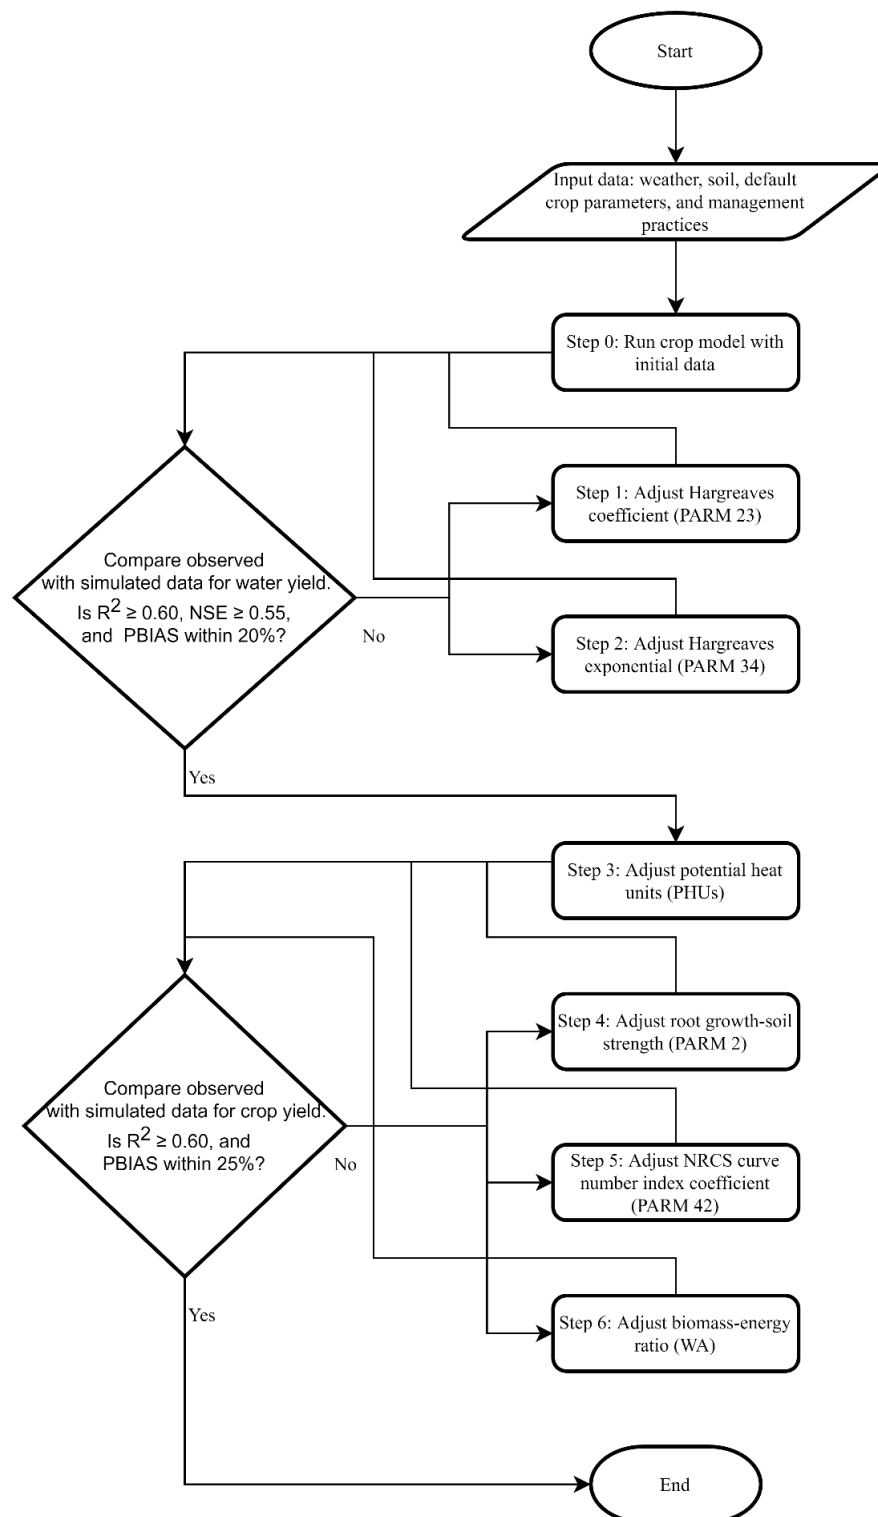 Start
Input data: weather, soil, default
crop parameters, and management
practices
Step 0: Run crop model with
initial data
Step 1: Adjust Hargreaves
coefficient (PARM 23)
Compare observed
with simulated data for water yield.
Is R² ≥ 0.60, NSE ≥ 0.55,
and PBIAS within 20%?
No
Step 2: Adjust Hargreaves
exponential (PARM 34)
Yes
Step 3: Adjust potential heat
units (PHUs)
Step 4: Adjust root growth-soil
strength (PARM 2)
Compare observed
with simulated data for crop yield.
Is R² ≥ 0.60, and
PBIAS within 25%?
No
Step 5: Adjust NRCS curve
number index coefficient
(PARM 42)
Yes
Step 6: Adjust biomass-energy
ratio (WA)
End